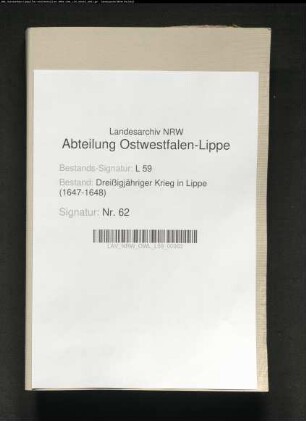 Landesarchiv NRW
Abteilung Ostwestfalen-Lippe
Bestands-Signatur: L 59
Bestand: Dreißigjähriger Krieg in Lippe
(1647-1648)
Signatur: Nr. 62